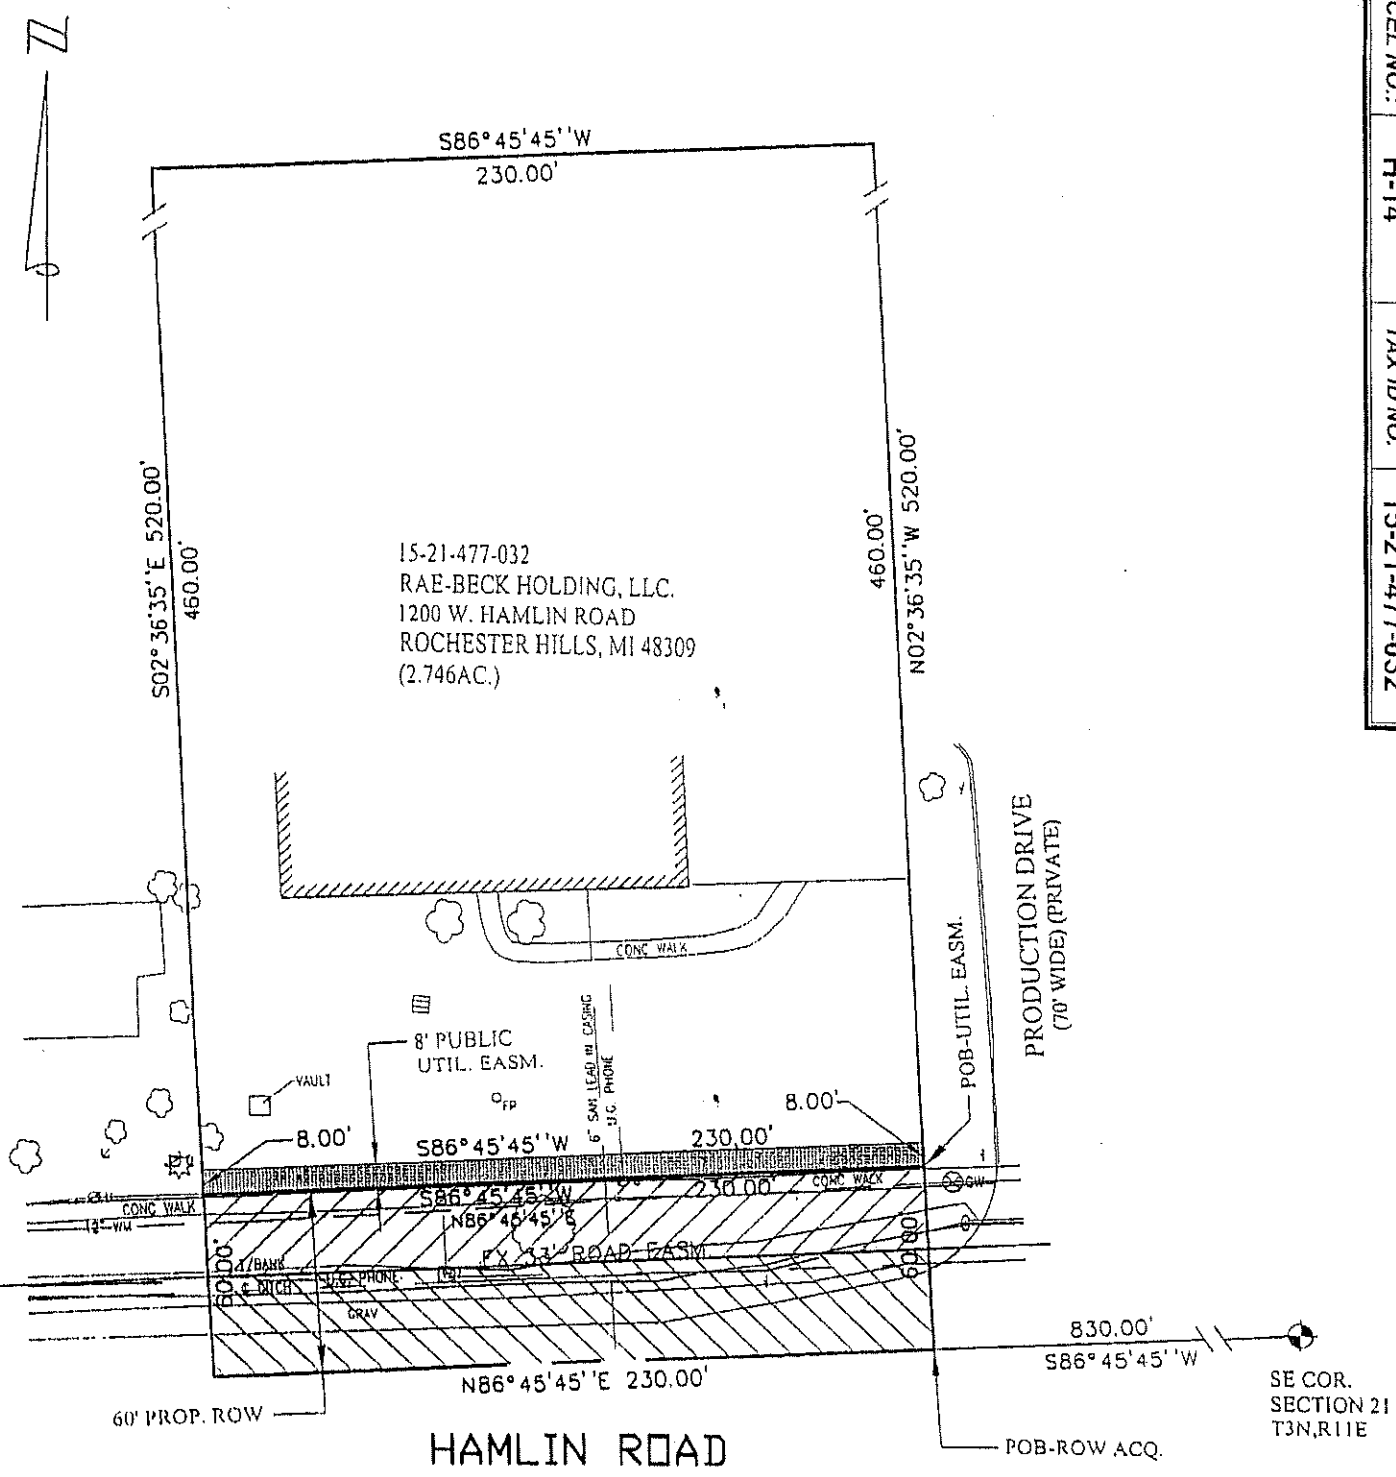 N
S86°45'45''W
230.00'
S02°36'35''E 520.00'
460.00'
N02°36'35''W 520.00'
460.00'
15-21-477-032
RAE-BECK HOLDING, LLC.
1200 W. HAMLIN ROAD
ROCHESTER HILLS, MI 48309
(2.746AC.)
CEL NO.:
H-14
TAX ID NO.
15-21-477-032
PRODUCTION DRIVE
(70' WIDE) (PRIVATE)
POB-UTIL. EASM.
CONC WALK
8' PUBLIC
UTIL. EASM.
VAULT
FP
6" SAN LEAD IN CASING
U.G. PHONE
8.00'
8.00'
S86°45'45''W 230.00'
S86°45'45''W 230.00'
CONC WALK
GW
CONC WALK
N86°45'45''E
EX 33' ROAD EASM
60.00'
60.00'
T/BANK
℄ DITCH
U.G. PHONE
GRAV
N86°45'45''E 230.00'
830.00'
S86°45'45''W
SE COR.
SECTION 21
T3N,R11E
60' PROP. ROW
HAMLIN ROAD
POB-ROW ACQ.